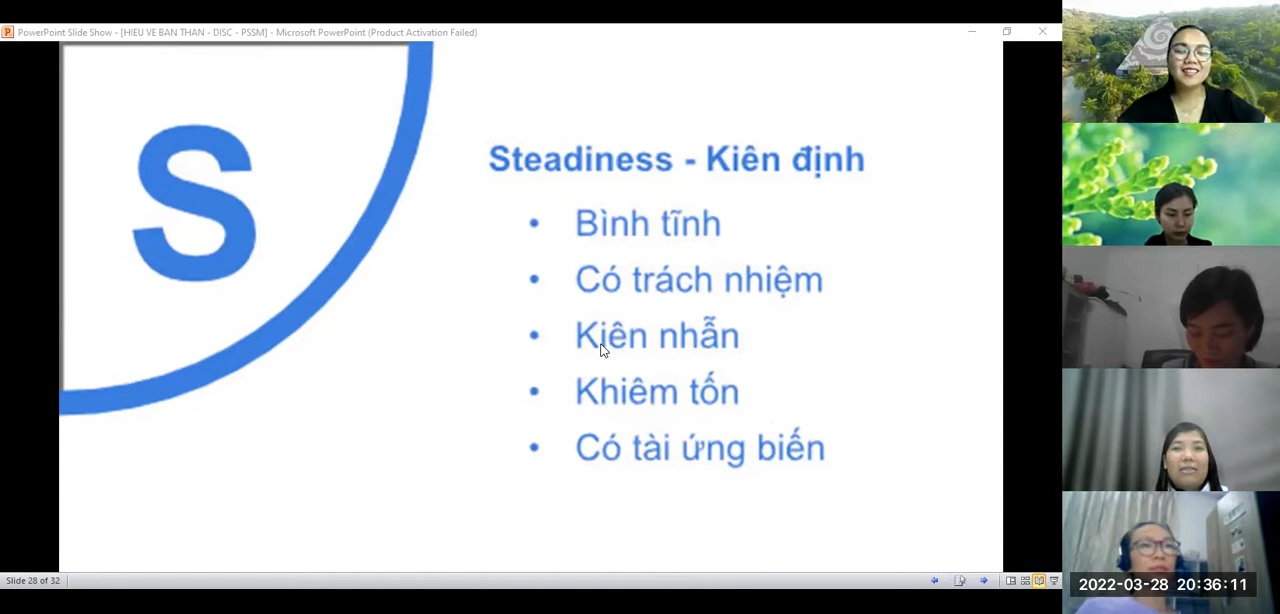 PowerPoint Slide Show - [HIEU VE BAN THAN - DISC - PSSM] - Microsoft PowerPoint (Product Activation Failed)
S
Steadiness - Kiên định
• Bình tĩnh
• Có trách nhiệm
• Kiên nhẫn
• Khiêm tốn
• Có tài ứng biến
Slide 28 of 32
2022-03-28 20:36:11